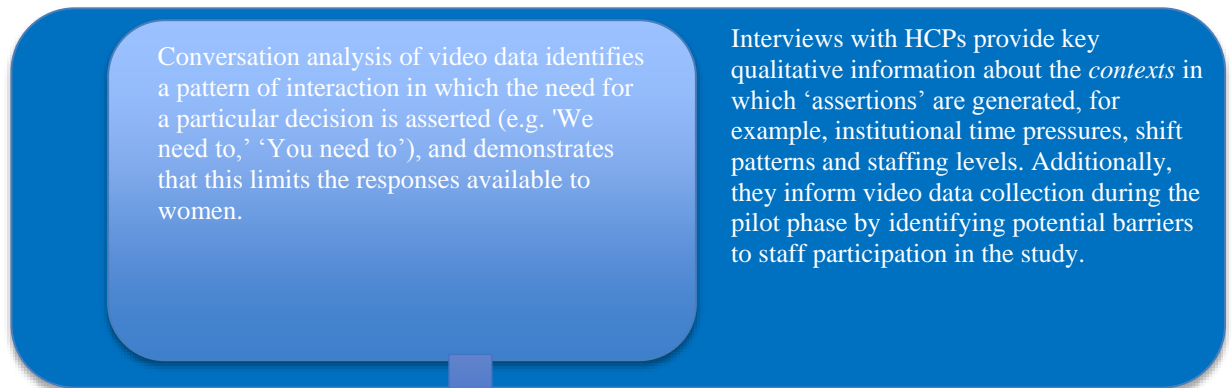 Conversation analysis of video data identifies
a pattern of interaction in which the need for
a particular decision is asserted (e.g. 'We
need to,’ ‘You need to’), and demonstrates
that this limits the responses available to
women.
Interviews with HCPs provide key
qualitative information about the contexts in
which ‘assertions’ are generated, for
example, institutional time pressures, shift
patterns and staffing levels. Additionally,
they inform video data collection during the
pilot phase by identifying potential barriers
to staff participation in the study.